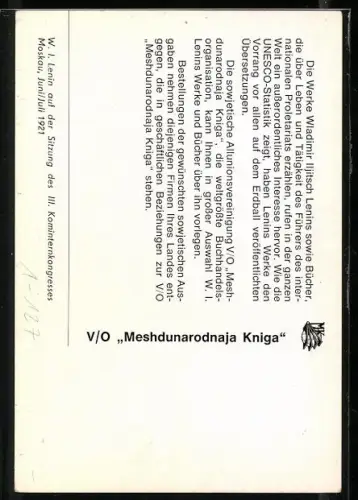 Die Werke Wladimir Iljitsch Lenins sowie Bücher,
die über Leben und Tätigkeit des Führers des inter-
nationalen Proletariats erzählen, rufen in der ganzen
Welt ein außerordentliches Interesse hervor. Wie die
UNESCO-Statistik zeigt, haben Lenins Werke den
Vorrang vor allen auf dem Erdball veröffentlichten
Übersetzungen.
Die sowjetische Allunionsvereinigung V/O „Mesh-
dunarodnaja Kniga“, die weltgrößte Buchhandels-
organisation, kann Ihnen in großer Auswahl W. I.
Lenins Werke und Bücher über ihn vorlegen.
Bestellungen der gewünschten sowjetischen Aus-
gaben nehmen diejenigen Firmen Ihres Landes ent-
gegen, die in geschäftlichen Beziehungen zur V/O
„Meshdunarodnaja Kniga“ stehen.
W. I. Lenin auf der Sitzung des III. Kominternkongresses
Moskau, Juni/Juli 1921
1-187
V/O „Meshdunarodnaja Kniga“